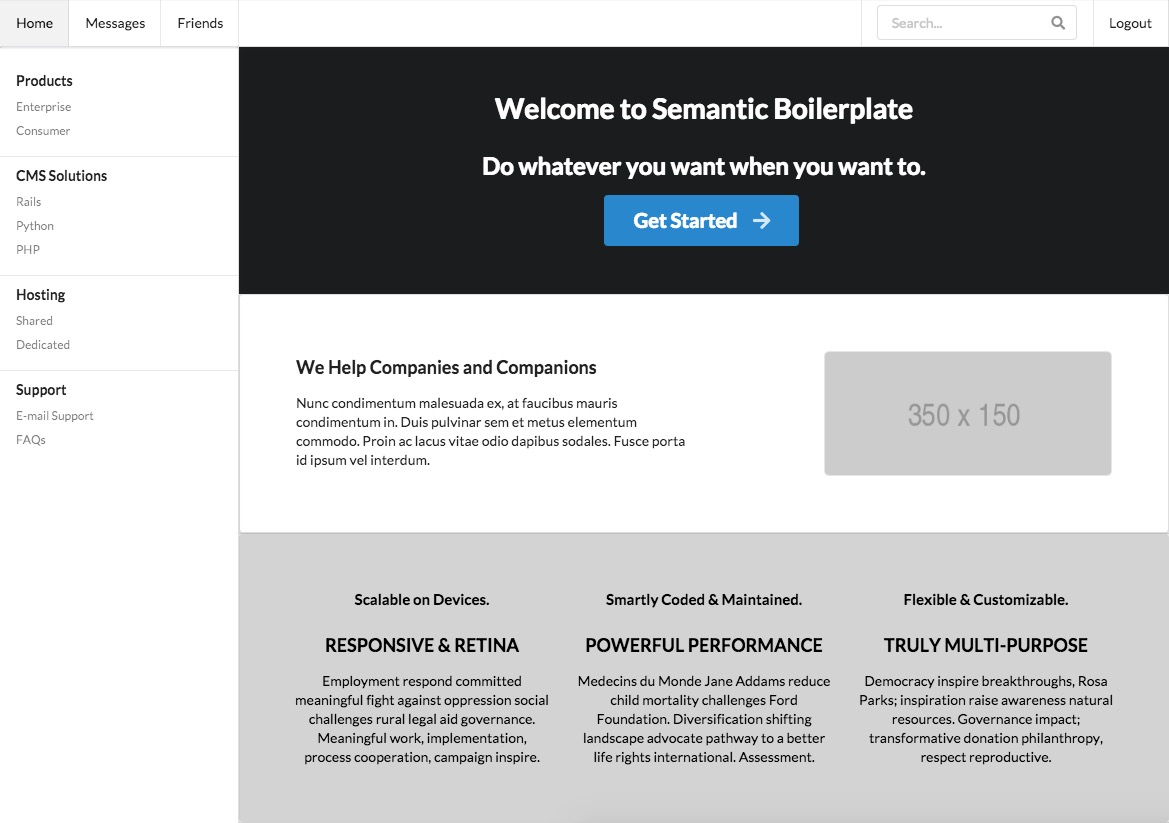 Home
Messages
Friends
Search...
Logout
Products
Enterprise
Consumer
CMS Solutions
Rails
Python
PHP
Hosting
Shared
Dedicated
Support
E-mail Support
FAQs
Welcome to Semantic Boilerplate
Do whatever you want when you want to.
Get Started
We Help Companies and Companions
Nunc condimentum malesuada ex, at faucibus mauris
condimentum in. Duis pulvinar sem et metus elementum
commodo. Proin ac lacus vitae odio dapibus sodales. Fusce porta
id ipsum vel interdum.
350 x 150
Scalable on Devices.
RESPONSIVE & RETINA
Employment respond committed
meaningful fight against oppression social
challenges rural legal aid governance.
Meaningful work, implementation,
process cooperation, campaign inspire.
Smartly Coded & Maintained.
POWERFUL PERFORMANCE
Medecins du Monde Jane Addams reduce
child mortality challenges Ford
Foundation. Diversification shifting
landscape advocate pathway to a better
life rights international. Assessment.
Flexible & Customizable.
TRULY MULTI-PURPOSE
Democracy inspire breakthroughs, Rosa
Parks; inspiration raise awareness natural
resources. Governance impact;
transformative donation philanthropy,
respect reproductive.